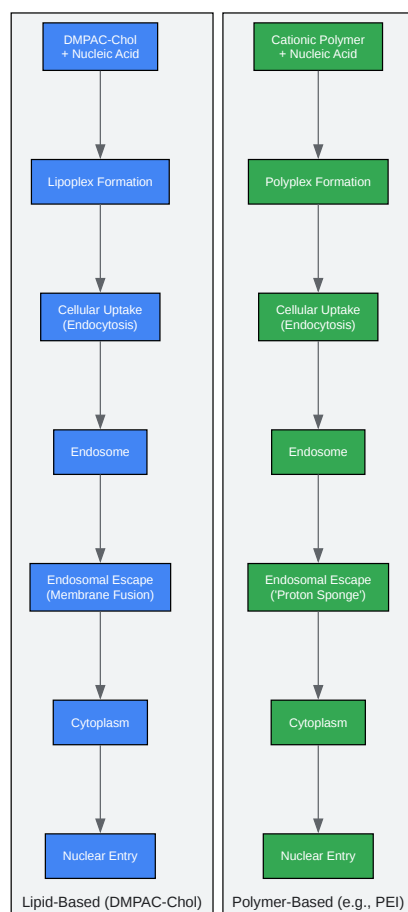 DMPAC-Chol
+ Nucleic Acid
Lipoplex Formation
Cellular Uptake
(Endocytosis)
Endosome
Endosomal Escape
(Membrane Fusion)
Cytoplasm
Nuclear Entry
Lipid-Based (DMPAC-Chol)
Cationic Polymer
+ Nucleic Acid
Polyplex Formation
Cellular Uptake
(Endocytosis)
Endosome
Endosomal Escape
('Proton Sponge')
Cytoplasm
Nuclear Entry
Polymer-Based (e.g., PEI)